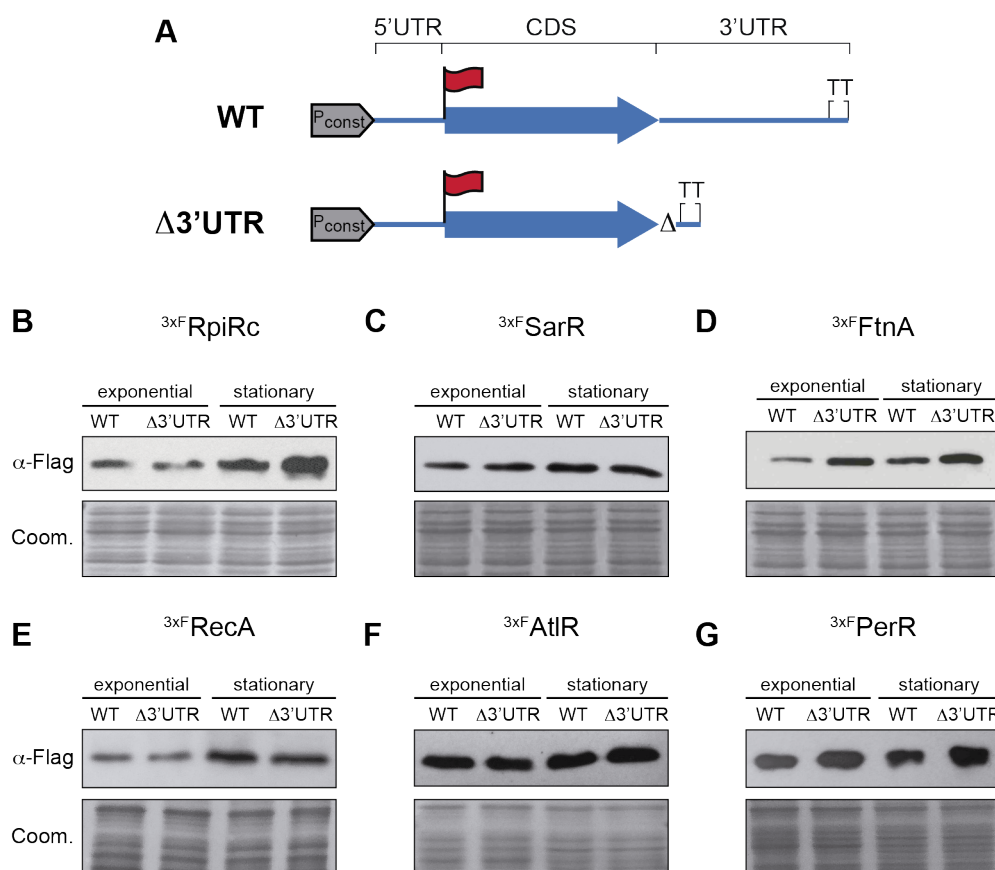 A
5’UTR CDS 3’UTR
WT Pconst TT
Δ3’UTR Pconst Δ TT
B 3xFRpiRc
exponential stationary
WT Δ3’UTR WT Δ3’UTR
α-Flag
Coom.
C 3xFSarR
exponential stationary
WT Δ3’UTR WT Δ3’UTR
D 3xFFtnA
exponential stationary
WT Δ3’UTR WT Δ3’UTR
E 3xFRecA
exponential stationary
WT Δ3’UTR WT Δ3’UTR
α-Flag
Coom.
F 3xFAtlR
exponential stationary
WT Δ3’UTR WT Δ3’UTR
G 3xFPerR
exponential stationary
WT Δ3’UTR WT Δ3’UTR